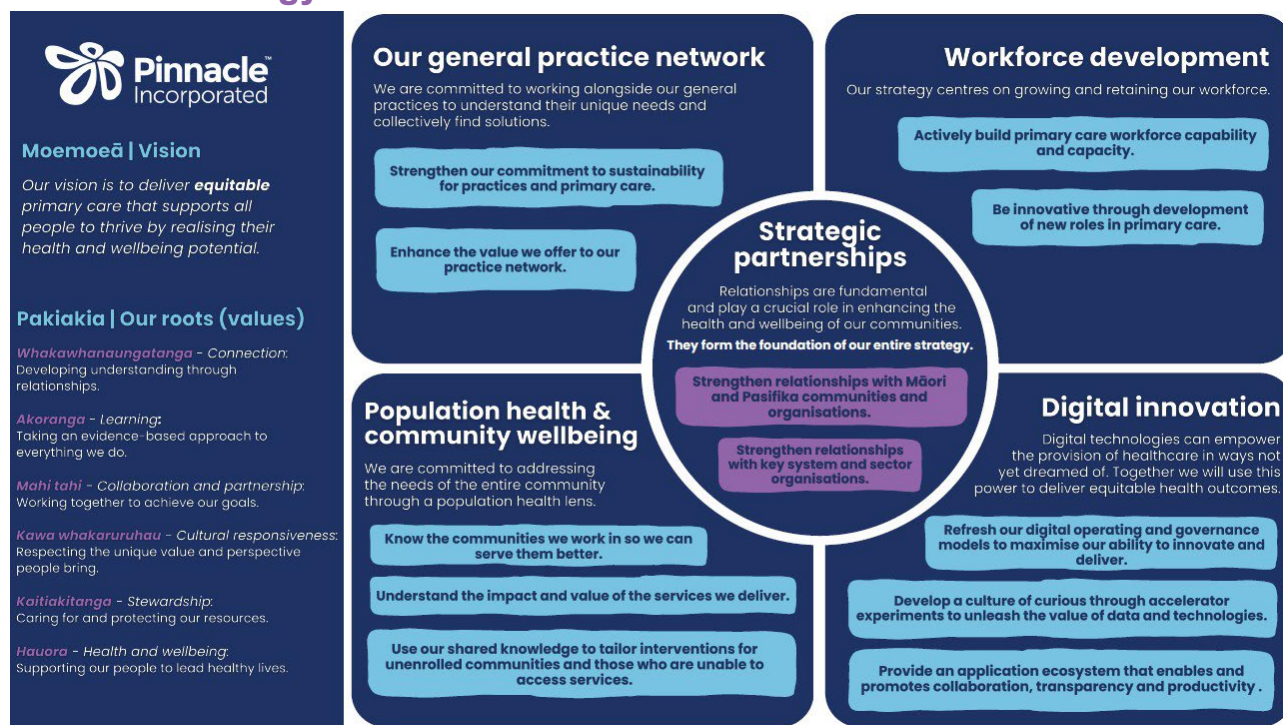 Pinnacle™
Incorporated
Moemoeā | Vision
Our vision is to deliver equitable
primary care that supports all
people to thrive by realising their
health and wellbeing potential.
Pakiakia | Our roots (values)
Whakawhanaungatanga - Connection:
Developing understanding through
relationships.
Akoranga - Learning:
Taking an evidence-based approach to
everything we do.
Mahi tahi - Collaboration and partnership:
Working together to achieve our goals.
Kawa whakaruruhau - Cultural responsiveness:
Respecting the unique value and perspective
people bring.
Kaitiakitanga - Stewardship:
Caring for and protecting our resources.
Hauora - Health and wellbeing:
Supporting our people to lead healthy lives.
Our general practice network
We are committed to working alongside our general
practices to understand their unique needs and
collectively find solutions.
Strengthen our commitment to sustainability
for practices and primary care.
Enhance the value we offer to our
practice network.
Workforce development
Our strategy centres on growing and retaining our workforce.
Actively build primary care workforce capability
and capacity.
Be innovative through development
of new roles in primary care.
Strategic
partnerships
Relationships are fundamental
and play a crucial role in enhancing the
health and wellbeing of our communities.
They form the foundation of our entire strategy.
Strengthen relationships with Māori
and Pasifika communities and
organisations.
Strengthen relationships
with key system and sector
organisations.
Population health &
community wellbeing
We are committed to addressing
the needs of the entire community
through a population health lens.
Know the communities we work in so we can
serve them better.
Understand the impact and value of the services we deliver.
Use our shared knowledge to tailor interventions for
unenrolled communities and those who are unable to
access services.
Digital innovation
Digital technologies can empower
the provision of healthcare in ways not
yet dreamed of. Together we will use this
power to deliver equitable health outcomes.
Refresh our digital operating and governance
models to maximise our ability to innovate and
deliver.
Develop a culture of curious through accelerator
experiments to unleash the value of data and technologies.
Provide an application ecosystem that enables and
promotes collaboration, transparency and productivity .